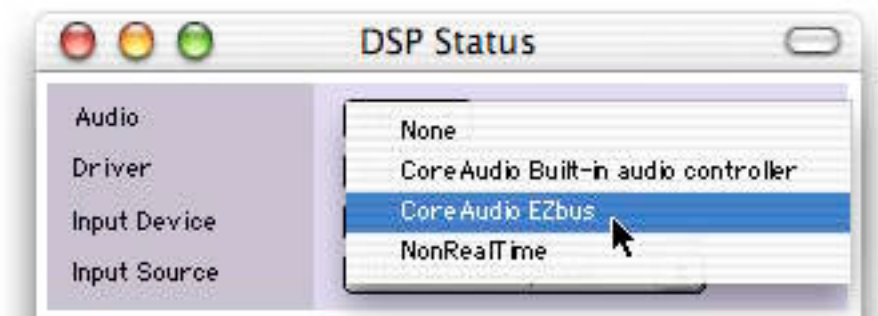 DSP Status
Audio
Driver
Input Device
Input Source
None
CoreAudio Built-in audio controller
CoreAudio EZbus
NonRealTime